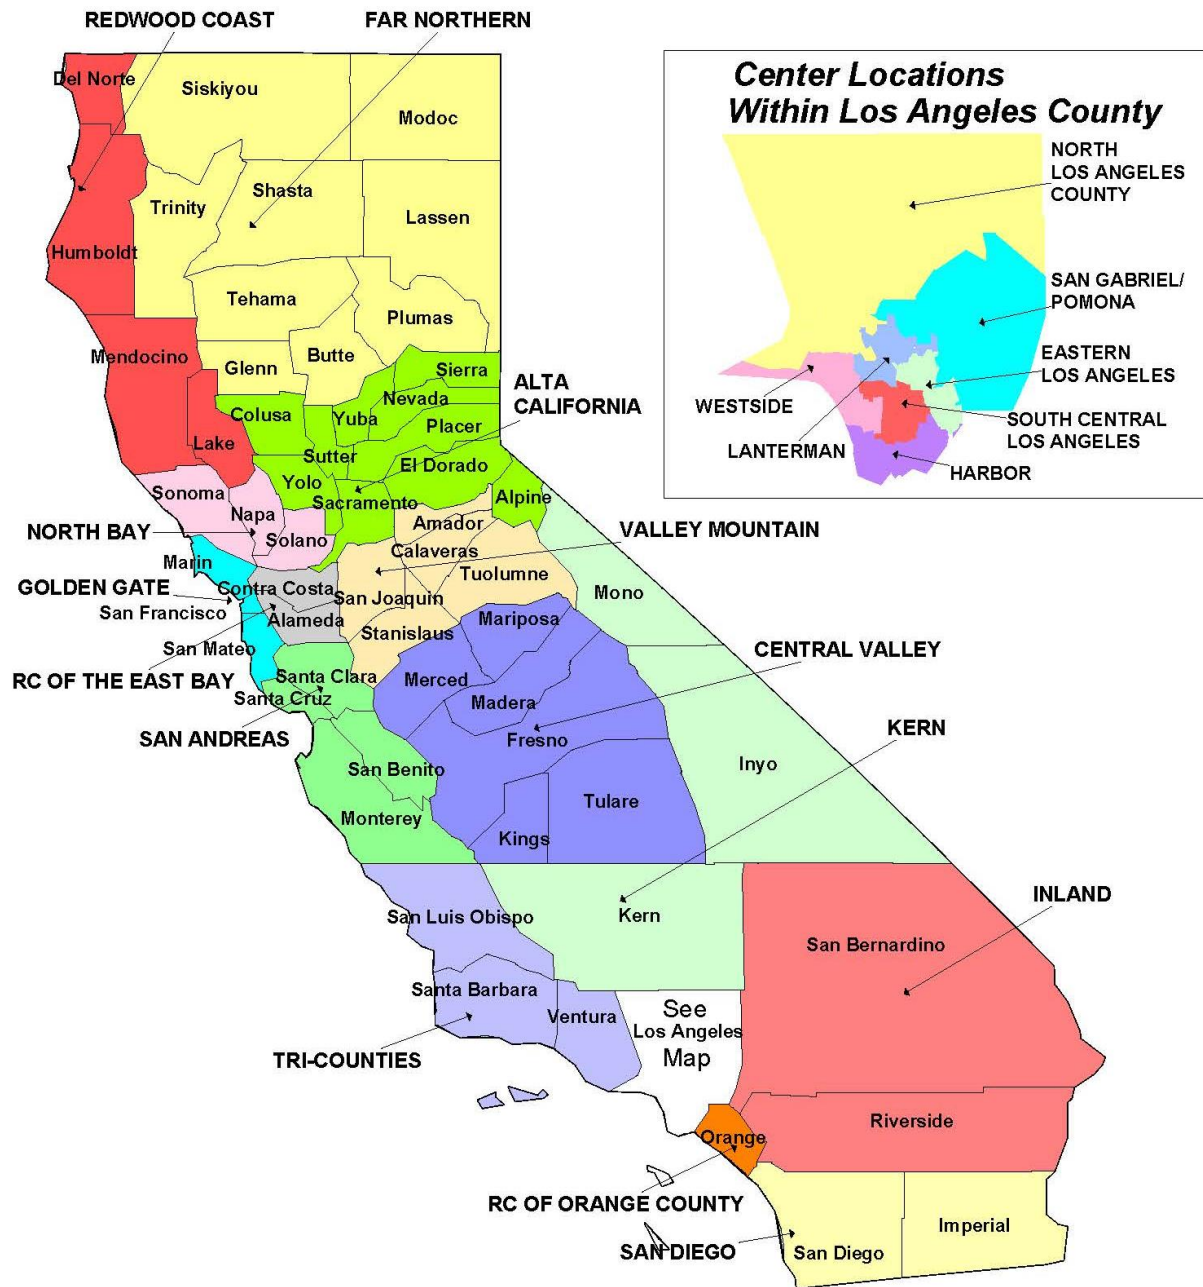 REDWOOD COAST
FAR NORTHERN
Del Norte
Siskiyou
Modoc
Shasta
Trinity
Lassen
Humboldt
Tehama
Plumas
Mendocino
Butte
Glenn
Sierra
Nevada
Colusa
Yuba
Placer
Lake
Sutter
El Dorado
Yolo
Sacramento
Alpine
ALTA
CALIFORNIA
Sonoma
Napa
Solano
Amador
Calaveras
Tuolumne
NORTH BAY
VALLEY MOUNTAIN
Marin
GOLDEN GATE
Contra Costa
San Joaquin
Mono
San Francisco
Alameda
Mariposa
Stanislaus
San Mateo
CENTRAL VALLEY
RC OF THE EAST BAY
Santa Clara
Merced
Santa Cruz
Madera
SAN ANDREAS
Fresno
KERN
San Benito
Inyo
Tulare
Monterey
Kings
San Luis Obispo
Kern
INLAND
San Bernardino
Santa Barbara
Ventura
See
Los Angeles
Map
TRI-COUNTIES
Riverside
Orange
RC OF ORANGE COUNTY
SAN DIEGO
San Diego
Imperial
Center Locations
Within Los Angeles County
NORTH
LOS ANGELES
COUNTY
SAN GABRIEL/
POMONA
EASTERN
LOS ANGELES
WESTSIDE
SOUTH CENTRAL
LOS ANGELES
LANTERMAN
HARBOR